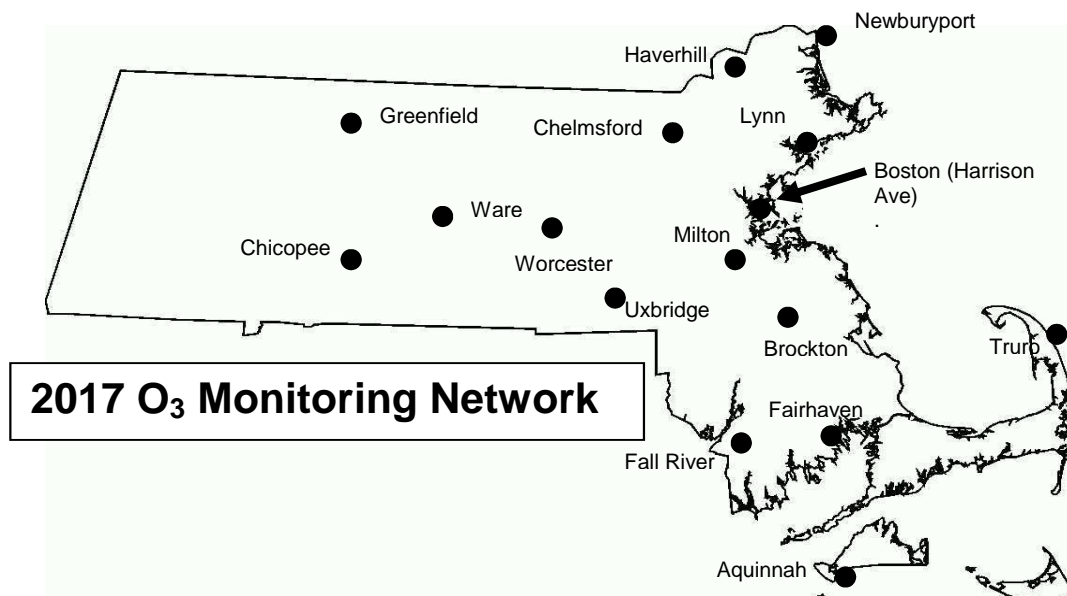 Newburyport
Haverhill
Greenfield
Chelmsford
Lynn
Boston (Harrison
Ave)
.
Ware
Chicopee
Worcester
Milton
Uxbridge
Brockton
Truro
2017 O₃ Monitoring Network
Fairhaven
Fall River
Aquinnah